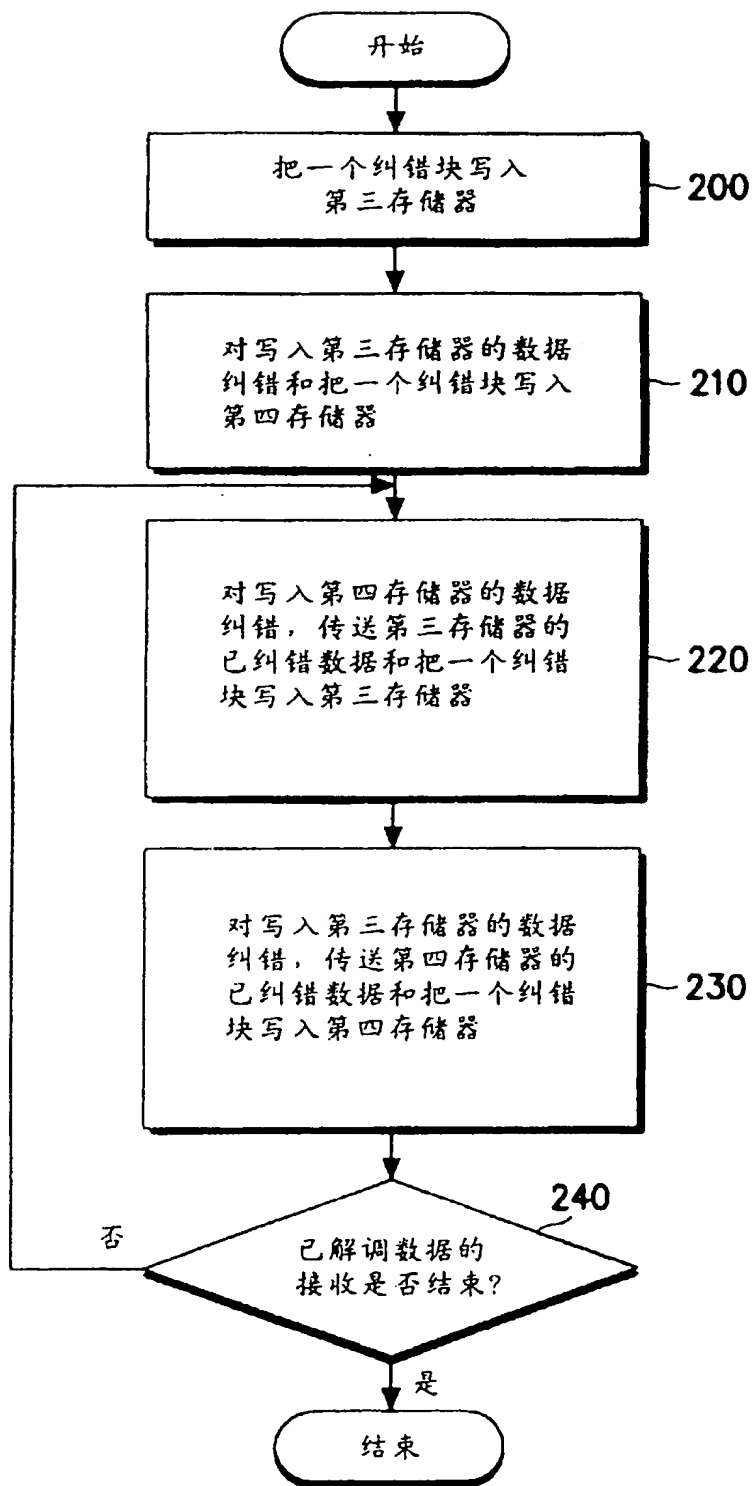 开始
把一个纠错块写入
第三存储器
200
对写入第三存储器的数据
纠错和把一个纠错块写入
第四存储器
210
对写入第四存储器的数据
纠错，传送第三存储器的
已纠错数据和把一个纠错
块写入第三存储器
220
对写入第三存储器的数据
纠错，传送第四存储器的
已纠错数据和把一个纠错
块写入第四存储器
230
240
否
已解调数据的
接收是否结束？
是
结束